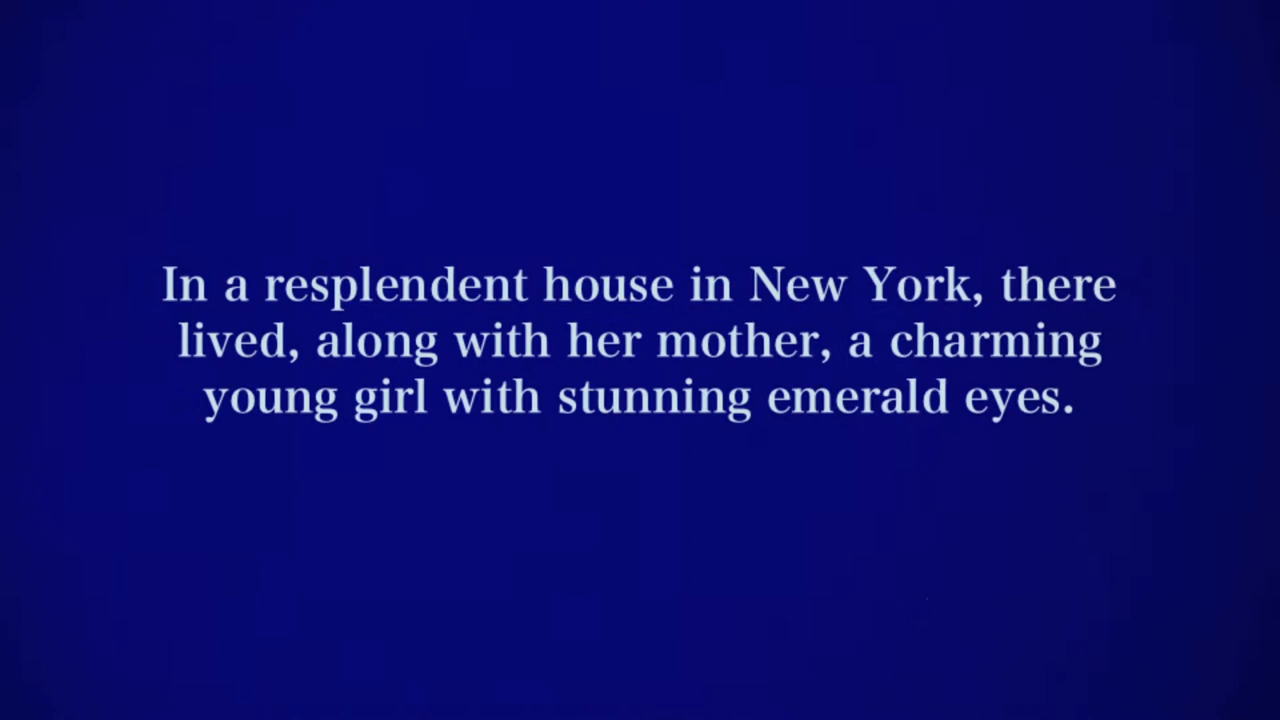 In a resplendent house in New York, there
lived, along with her mother, a charming
young girl with stunning emerald eyes.